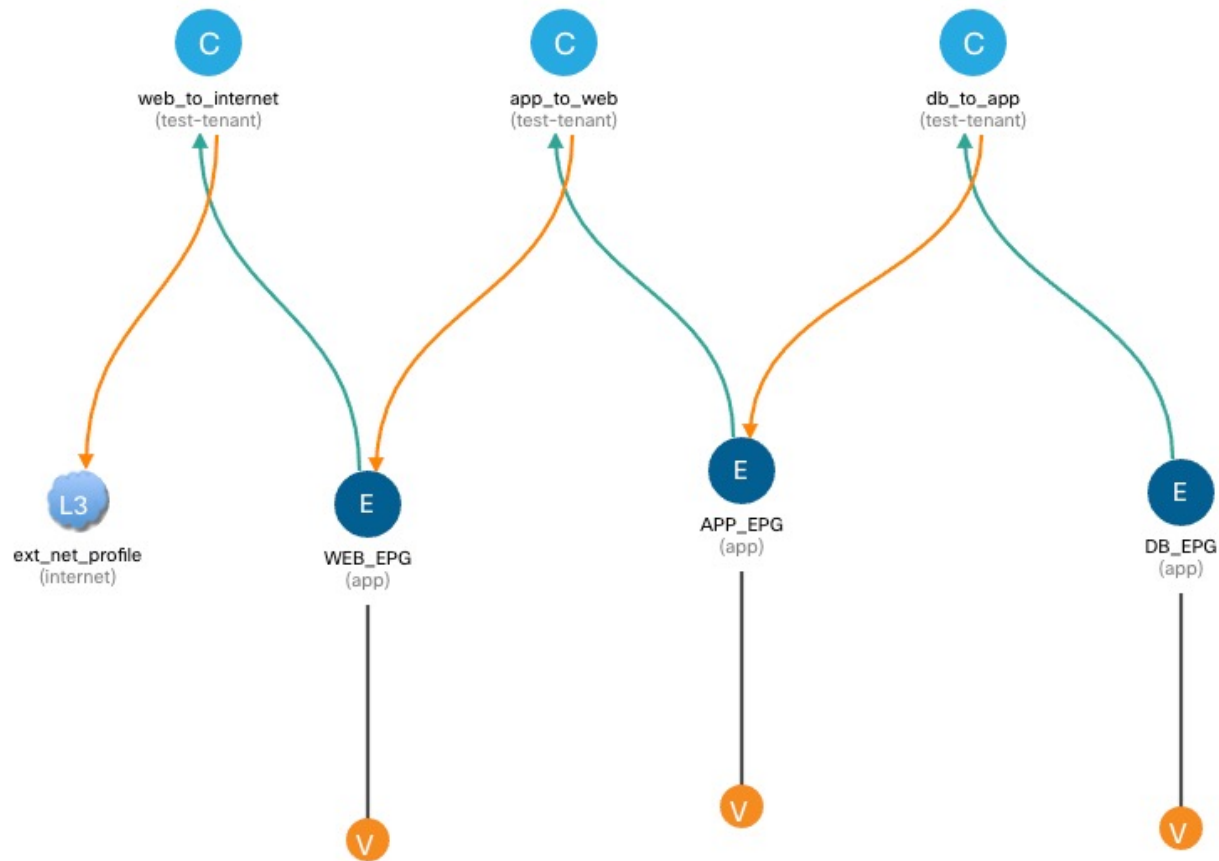 C
C
C
web_to_internet
(test-tenant)
app_to_web
(test-tenant)
db_to_app
(test-tenant)
L3
ext_net_profile
(internet)
E
WEB_EPG
(app)
E
APP_EPG
(app)
E
DB_EPG
(app)
V
V
V